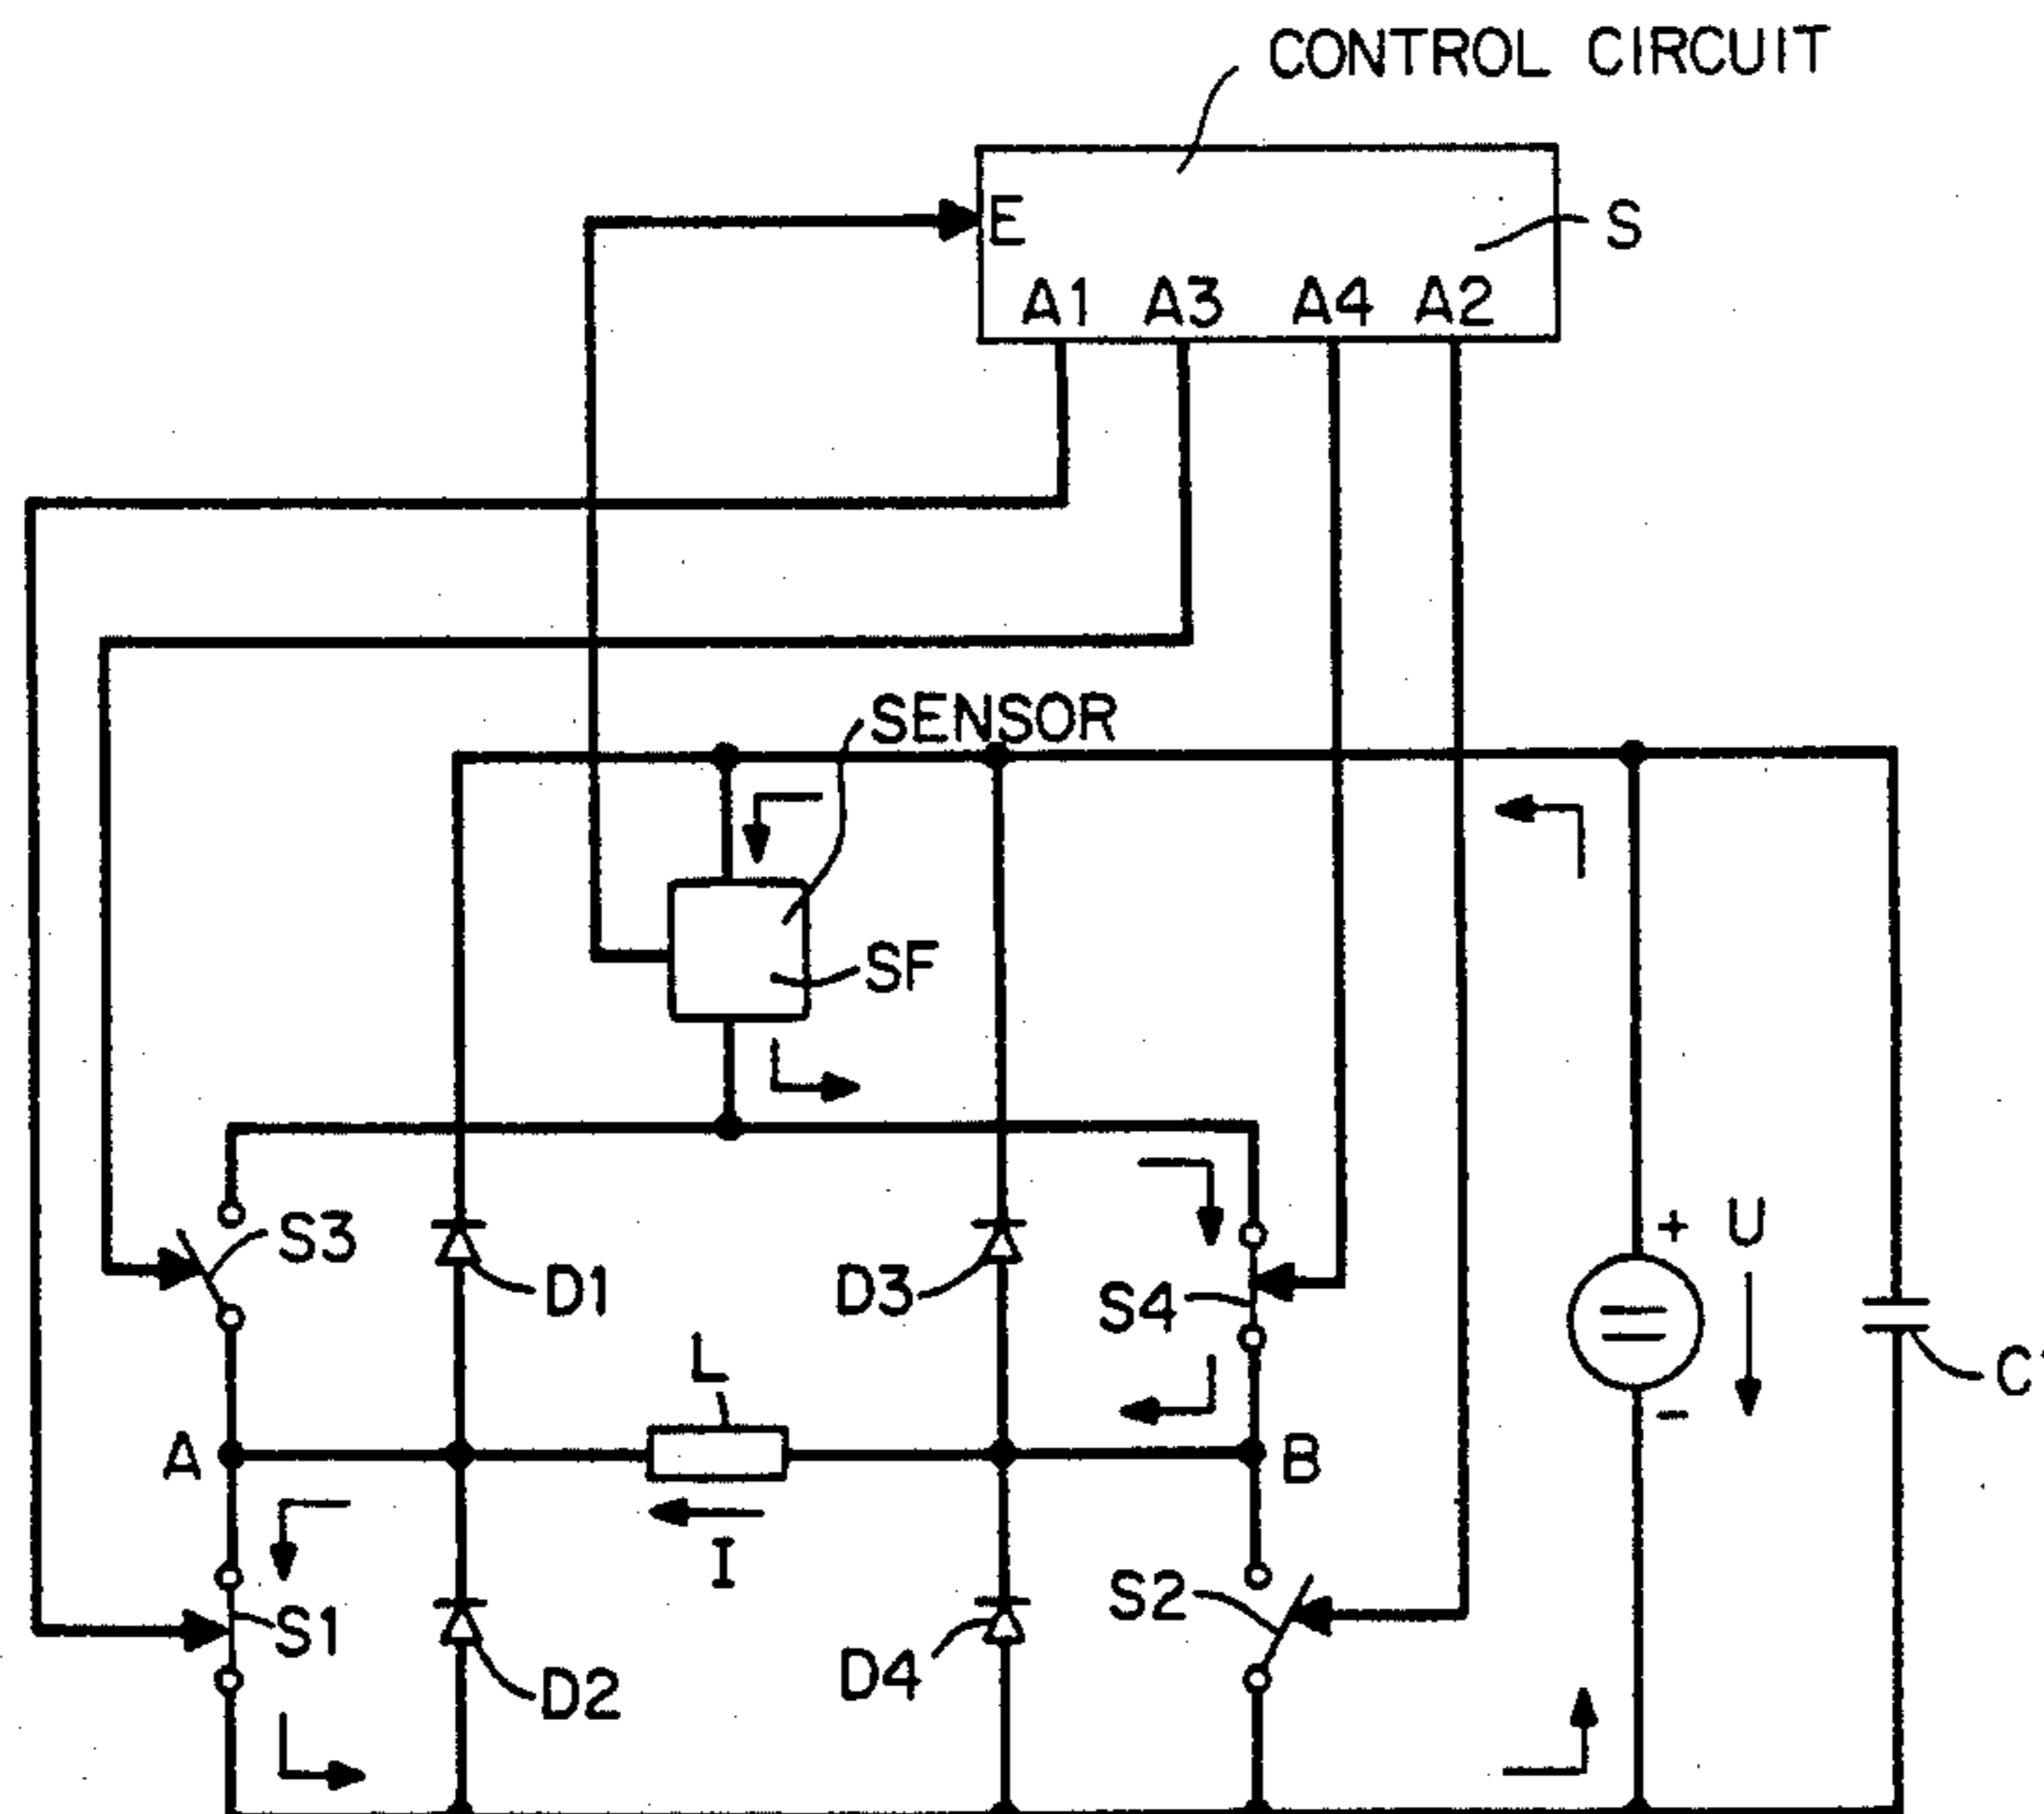 CONTROL CIRCUIT
E
S
A1 A3 A4 A2
SENSOR
SF
S3
D1
D3
S4
+ U
-
L
A
B
I
S1
S2
D2
D4